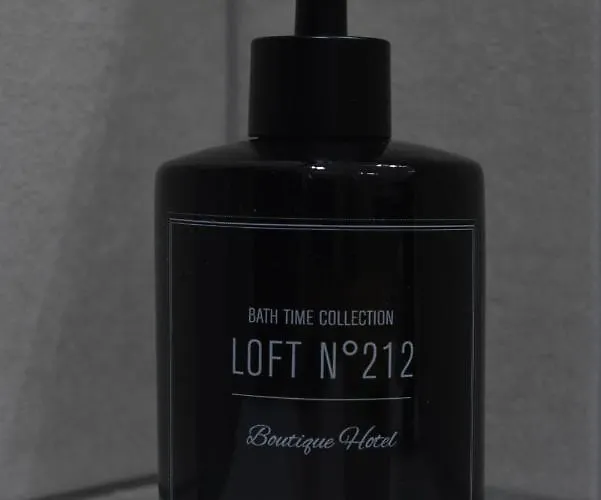 BATH TIME COLLECTION
LOFT N°212
Boutique Hotel